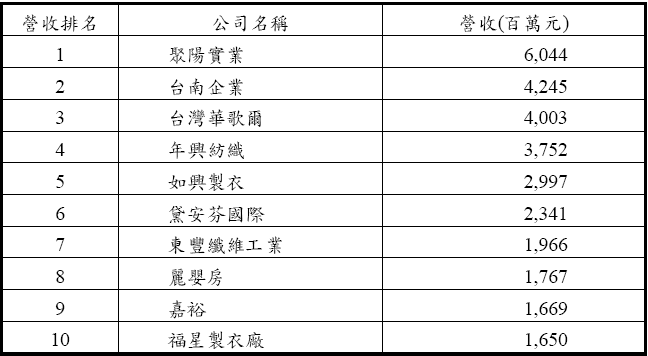 營收排名 公司名稱 營收(百萬元)
1 聚陽實業 6,044
2 台南企業 4,245
3 台灣華歌爾 4,003
4 年興紡織 3,752
5 如興製衣 2,997
6 黛安芬國際 2,341
7 東豐纖維工業 1,966
8 麗嬰房 1,767
9 嘉裕 1,669
10 福星製衣廠 1,650